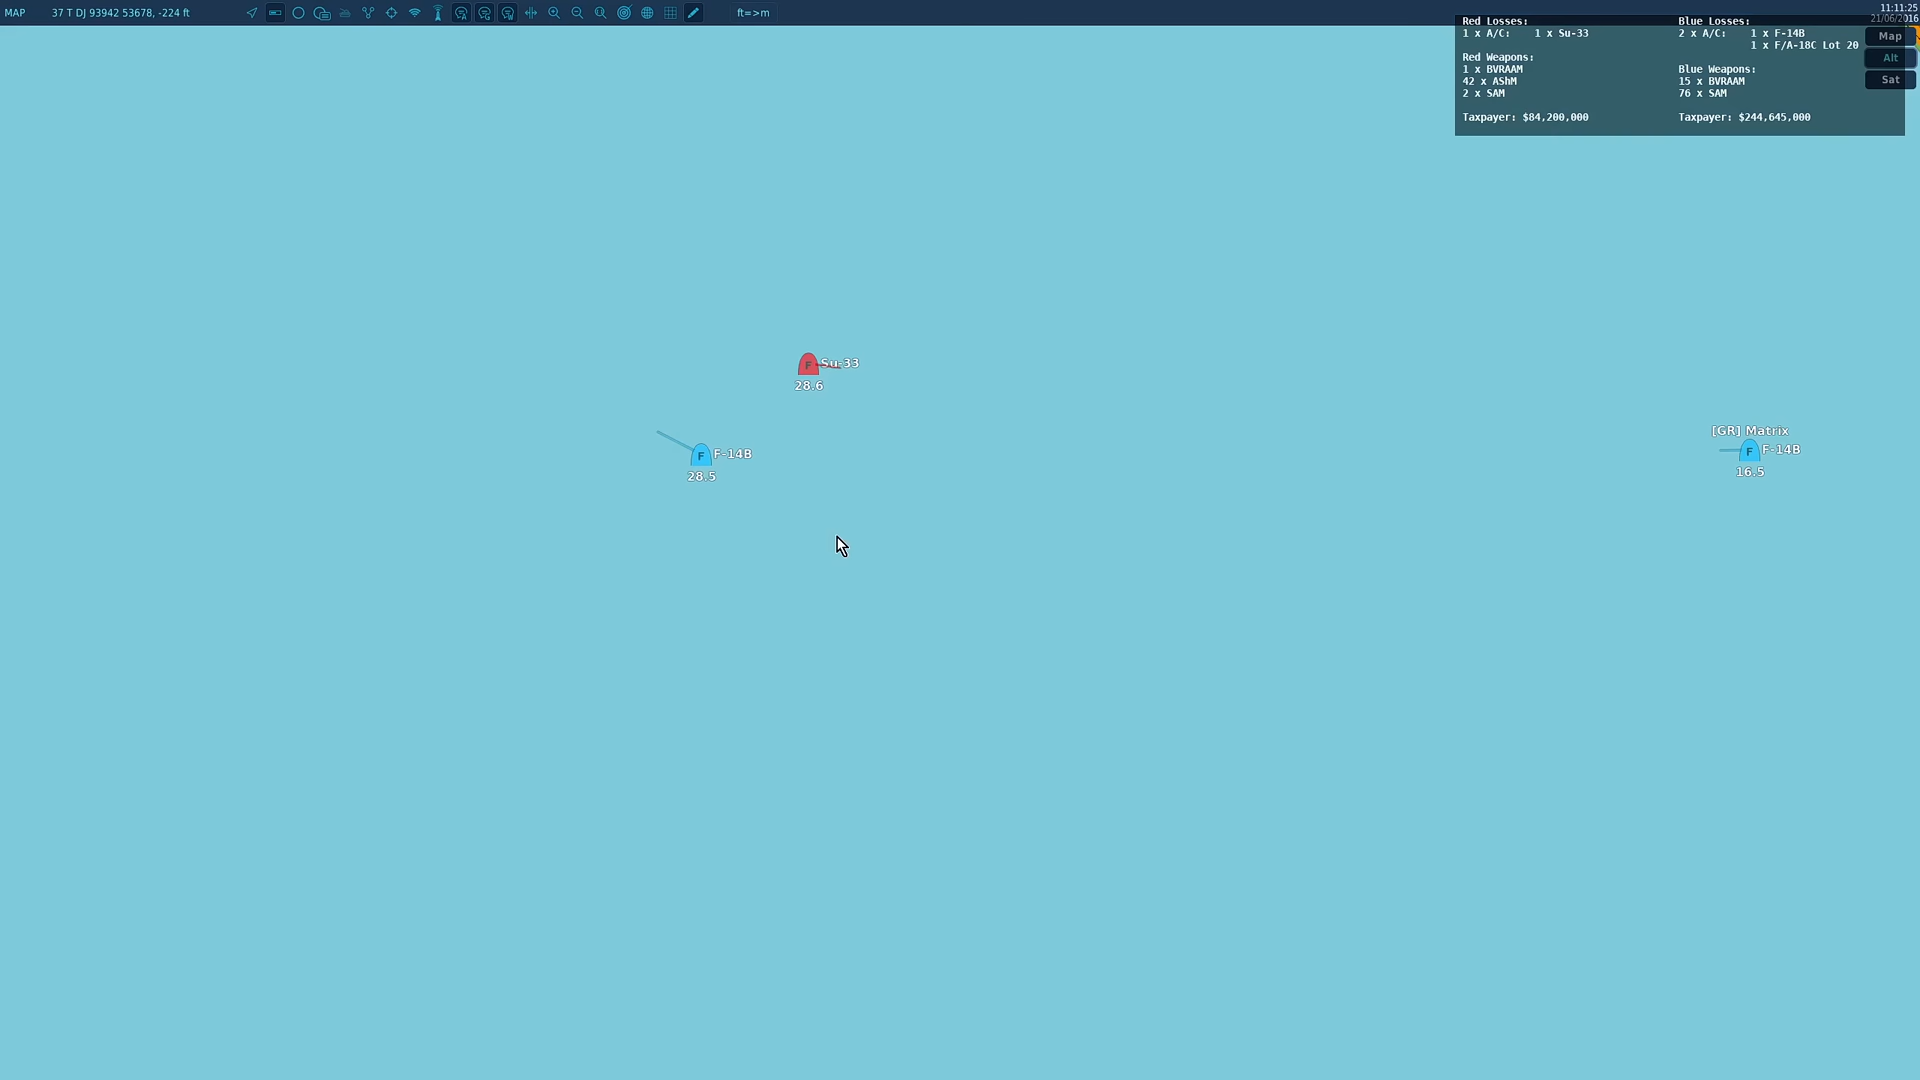 MAP 37 T DJ 93942 53678, -224 ft ft=>m 11:11:25
21/06/2016
Red Losses:
1 x A/C: 1 x Su-33
Red Weapons:
1 x BVRAAM
42 x AShM
2 x SAM
Taxpayer: $84,200,000
Blue Losses:
2 x A/C: 1 x F-14B
1 x F/A-18C Lot 20
Blue Weapons:
15 x BVRAAM
76 x SAM
Taxpayer: $244,645,000
Map
Alt
Sat
F Su-33
28.6
F F-14B
28.5
[GR] Matrix
F F-14B
16.5